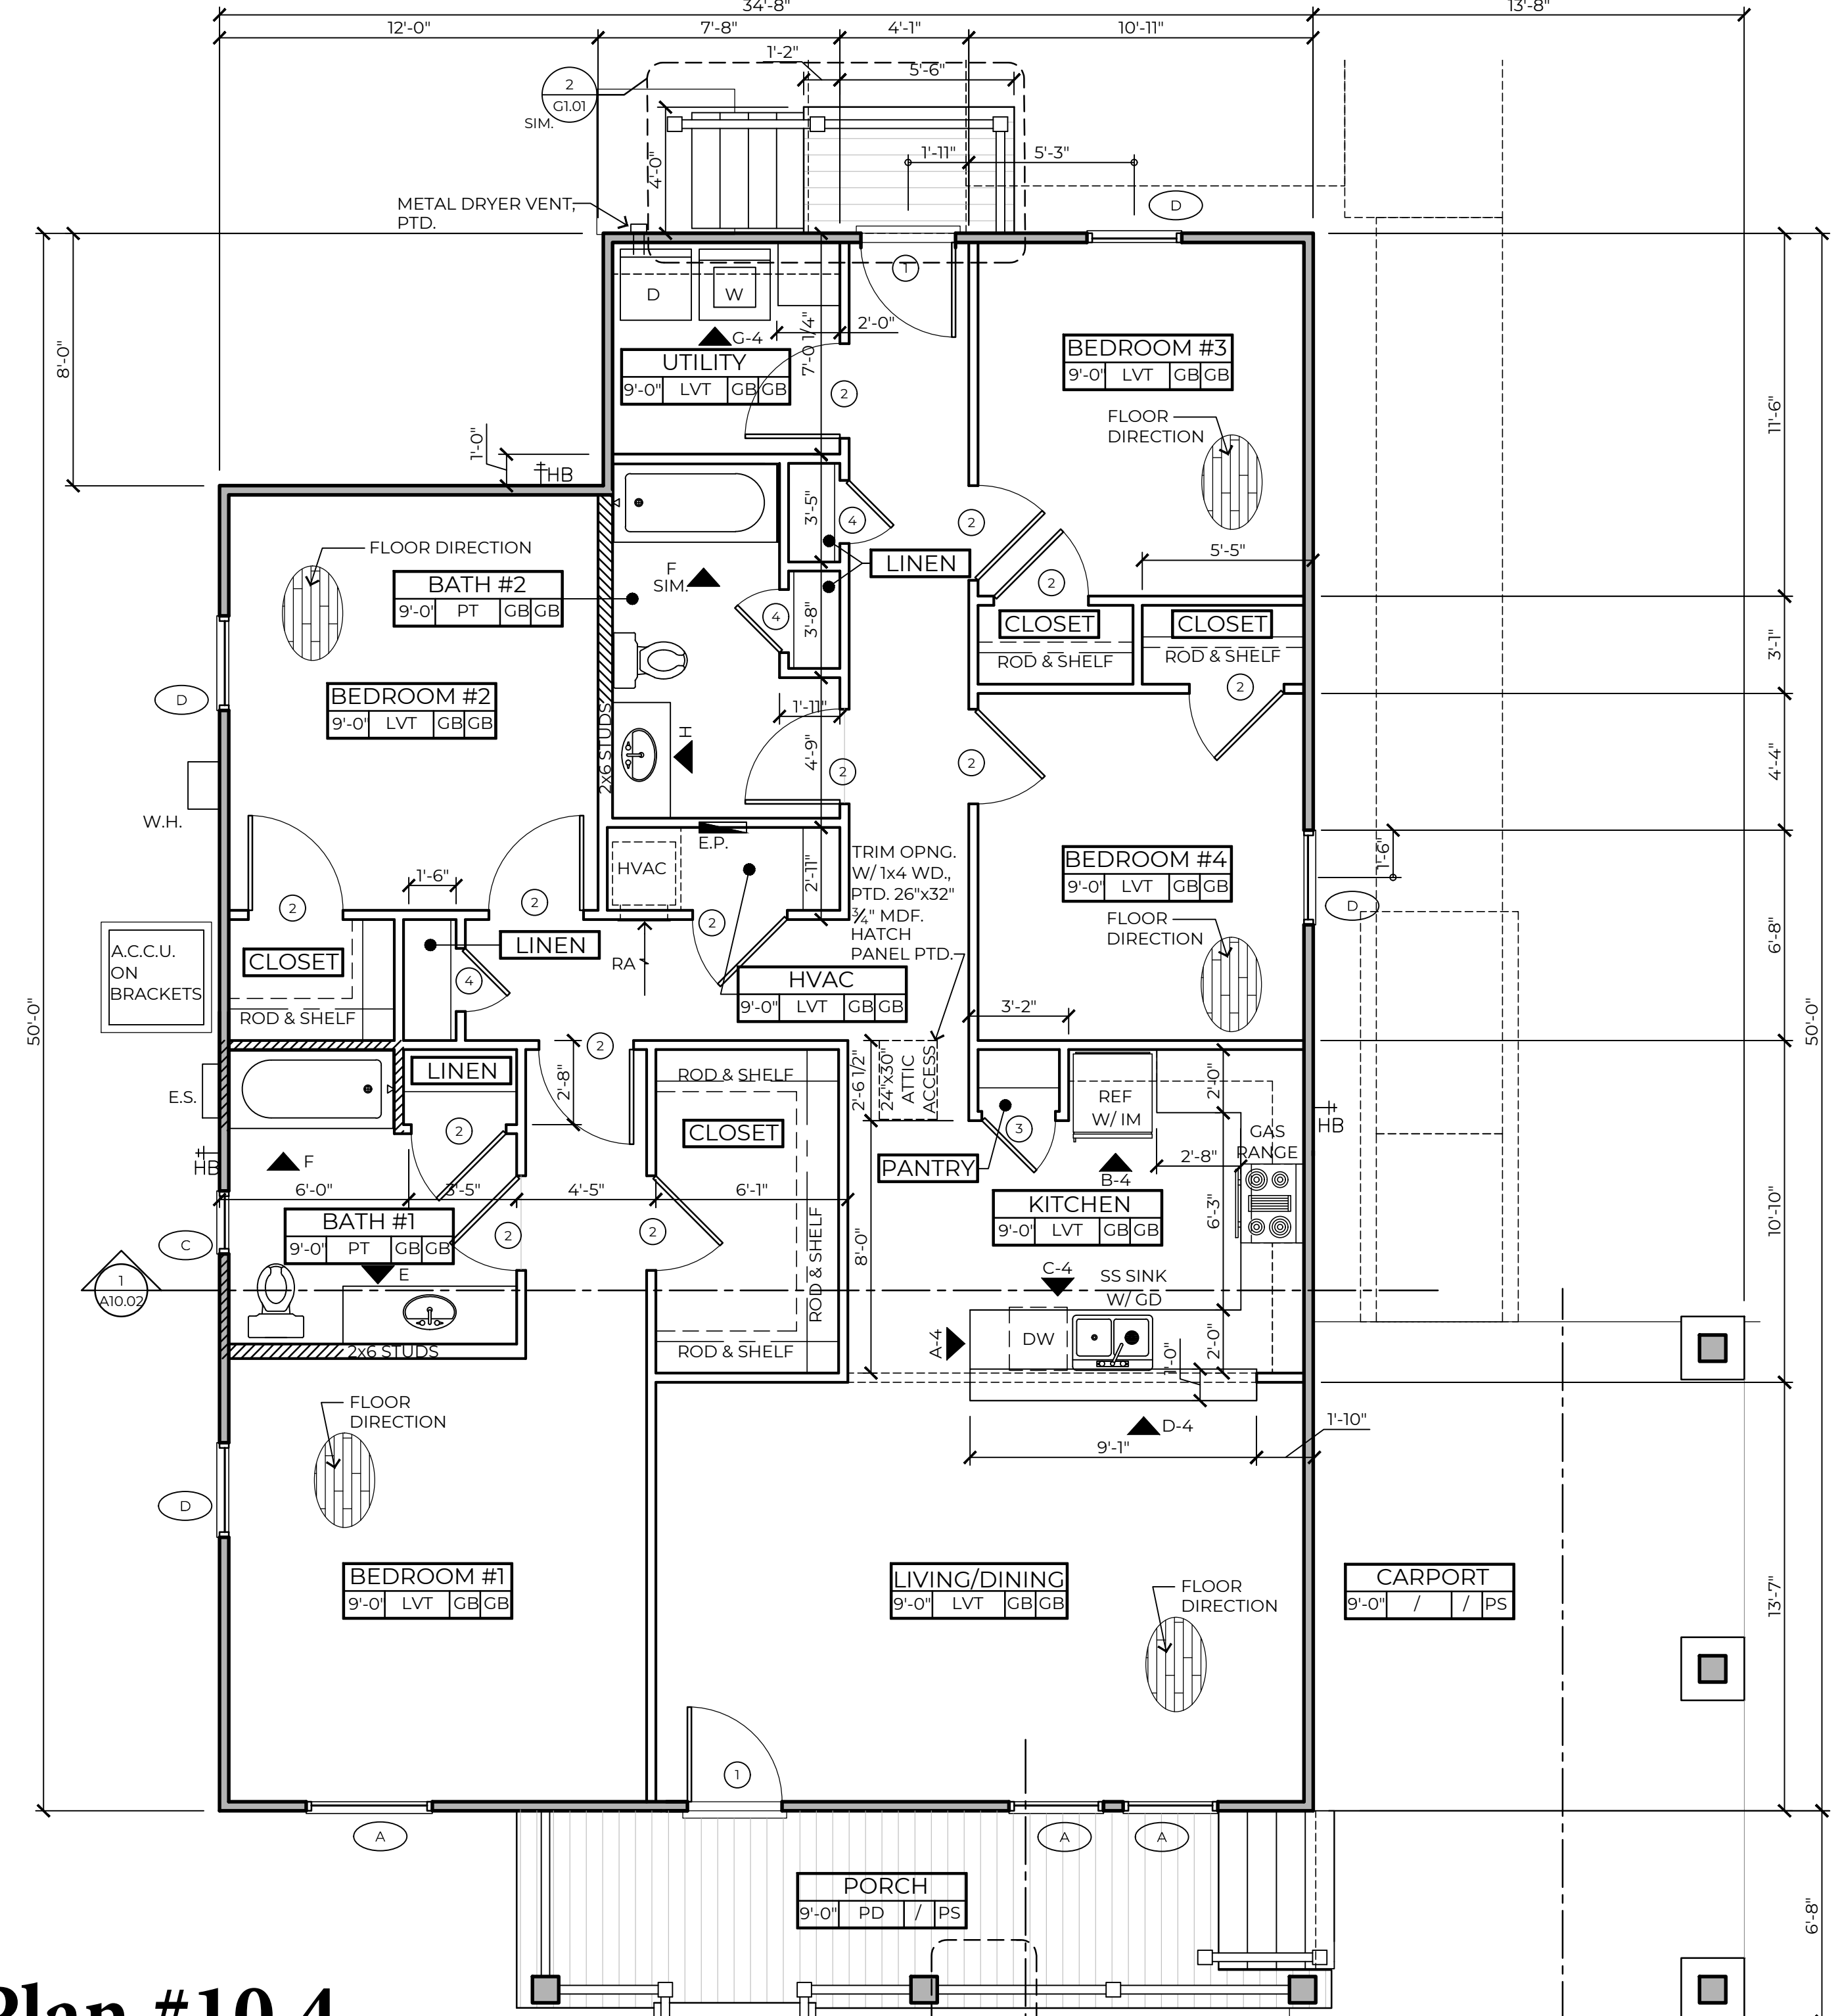 34'-8"
13'-8"
12'-0"
7'-8"
4'-1"
10'-11"
1'-2"
5'-6"
2
G1.01
SIM.
4'-0"
1'-11"
5'-3"
METAL DRYER VENT,
PTD.
D
8'-0"
1
D
W
G-4
2'-0"
7'-0 1/4"
UTILITY
9'-0" LVT GB GB
2
BEDROOM #3
9'-0" LVT GB GB
FLOOR
DIRECTION
11'-6"
1'-0"
HB
3'-5"
4
2
LINEN
5'-5"
FLOOR DIRECTION
BATH #2
9'-0' PT GB GB
F
SIM.
4
3'-8"
2
CLOSET
CLOSET
ROD & SHELF
ROD & SHELF
3'-1"
D
BEDROOM #2
9'-0' LVT GB GB
2x6 STUDS
H
1'-11"
4'-9"
2
2
2
4'-4"
W.H.
E.P.
HVAC
2'-11"
TRIM OPNG.
W/ 1x4 WD.,
PTD. 26"x32"
¾" MDF.
HATCH
PANEL PTD.
BEDROOM #4
9'-0' LVT GB GB
1'-6"
D
1'-6"
2
2
2
FLOOR
DIRECTION
6'-8"
A.C.C.U.
ON
BRACKETS
CLOSET
LINEN
4
RA
HVAC
9'-0" LVT GB GB
ROD & SHELF
3'-2"
50'-0"
50'-0"
2
E.S.
LINEN
2
2'-8"
ROD & SHELF
CLOSET
2'-6 1/2"
24"x30"
ATTIC
ACCESS
REF
W/ IM
2'-0"
3
GAS
RANGE
HB
HB
F
PANTRY
B-4
2'-8"
6'-0"
3'-5"
4'-5"
6'-1"
KITCHEN
9'-0' LVT GB GB
6'-3"
10'-10"
BATH #1
9'-0' PT GB GB
2
2
C
E
8'-0"
ROD & SHELF
1
A10.02
C-4
SS SINK
W/ GD
A-4
DW
2'-0"
1'-0"
2x6 STUDS
ROD & SHELF
FLOOR
DIRECTION
D-4
9'-1"
1'-10"
D
BEDROOM #1
9'-0' LVT GB GB
LIVING/DINING
9'-0" LVT GB GB
FLOOR
DIRECTION
CARPORT
9'-0" / / PS
13'-7"
1
A
A
A
PORCH
9'-0" PD / PS
6'-8"
Plan #10.4